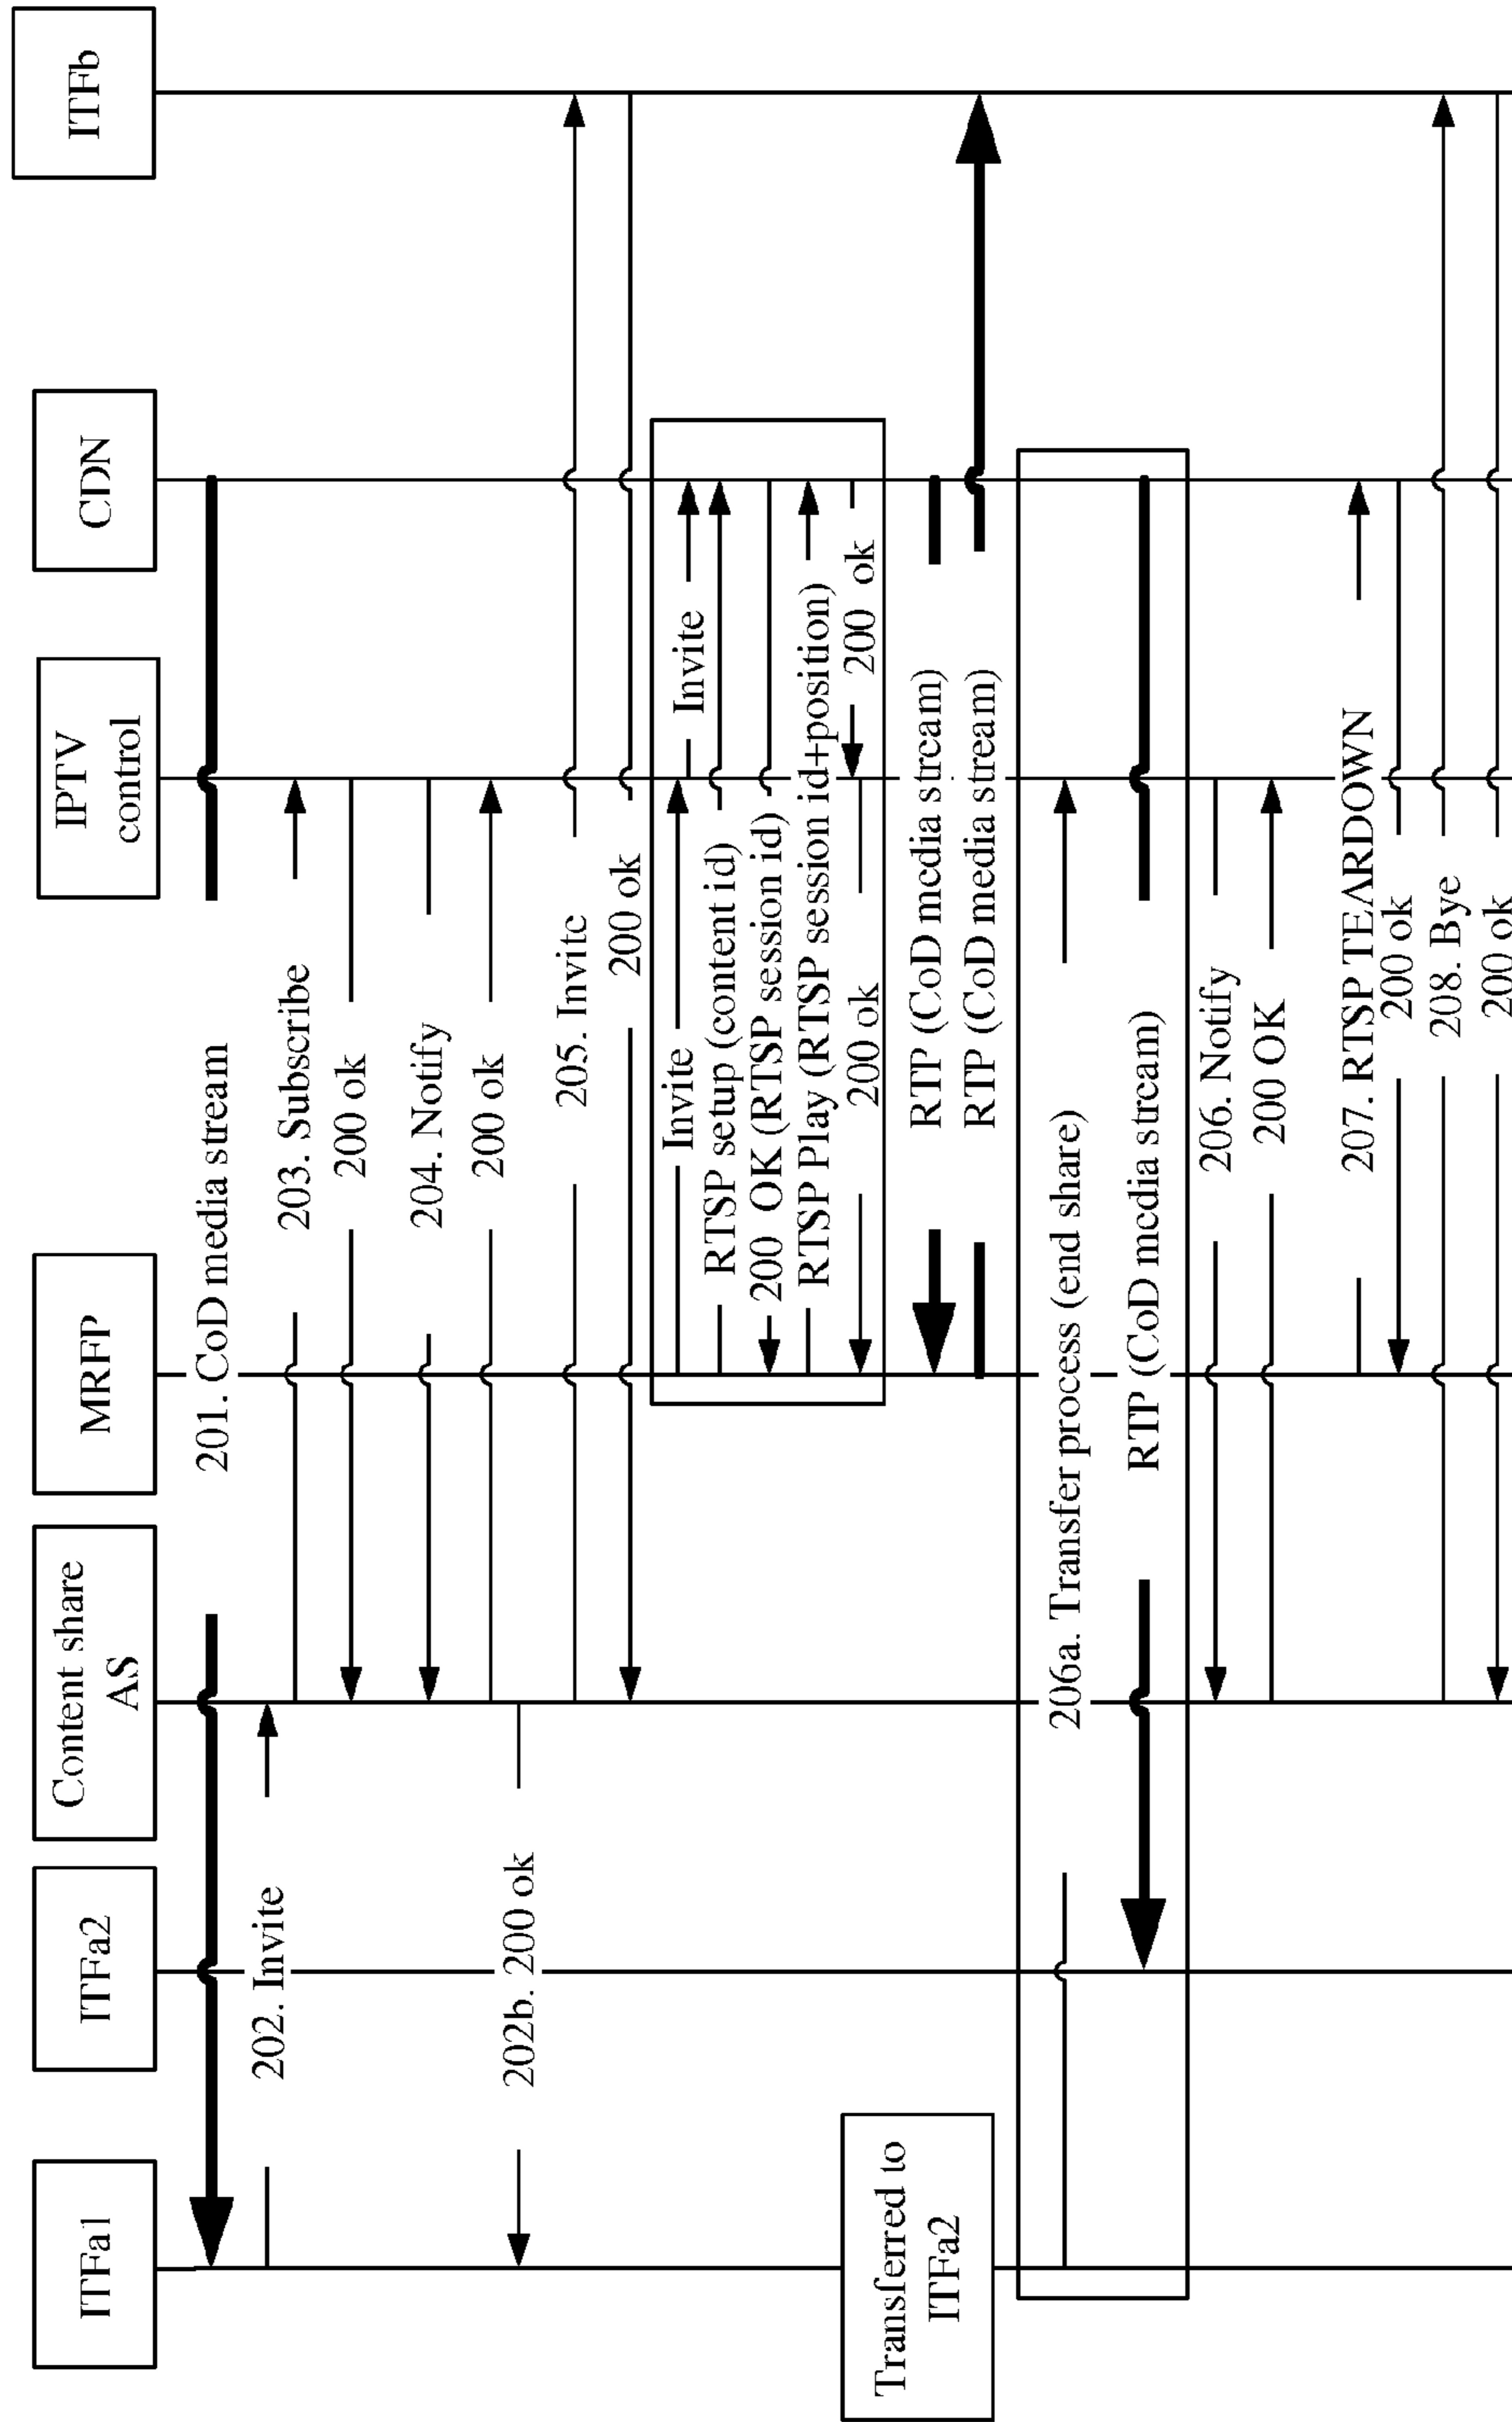 ITFa1
ITFa2
Content share
AS
MRFP
IPTV
control
CDN
ITFb
201. CoD media stream
202. Invite
203. Subscribe
200 ok
204. Notify
200 ok
202b. 200 ok
205. Invite
200 ok
Invite
Invite
RTSP setup (content id)
200 OK (RTSP session id)
RTSP Play (RTSP session id+position)
200 ok
200 ok
Transferred to
ITFa2
RTP (CoD media stream)
RTP (CoD media stream)
206a. Transfer process (end share)
RTP (CoD media stream)
206. Notify
200 OK
207. RTSP TEARDOWN
200 ok
208. Bye
200 ok